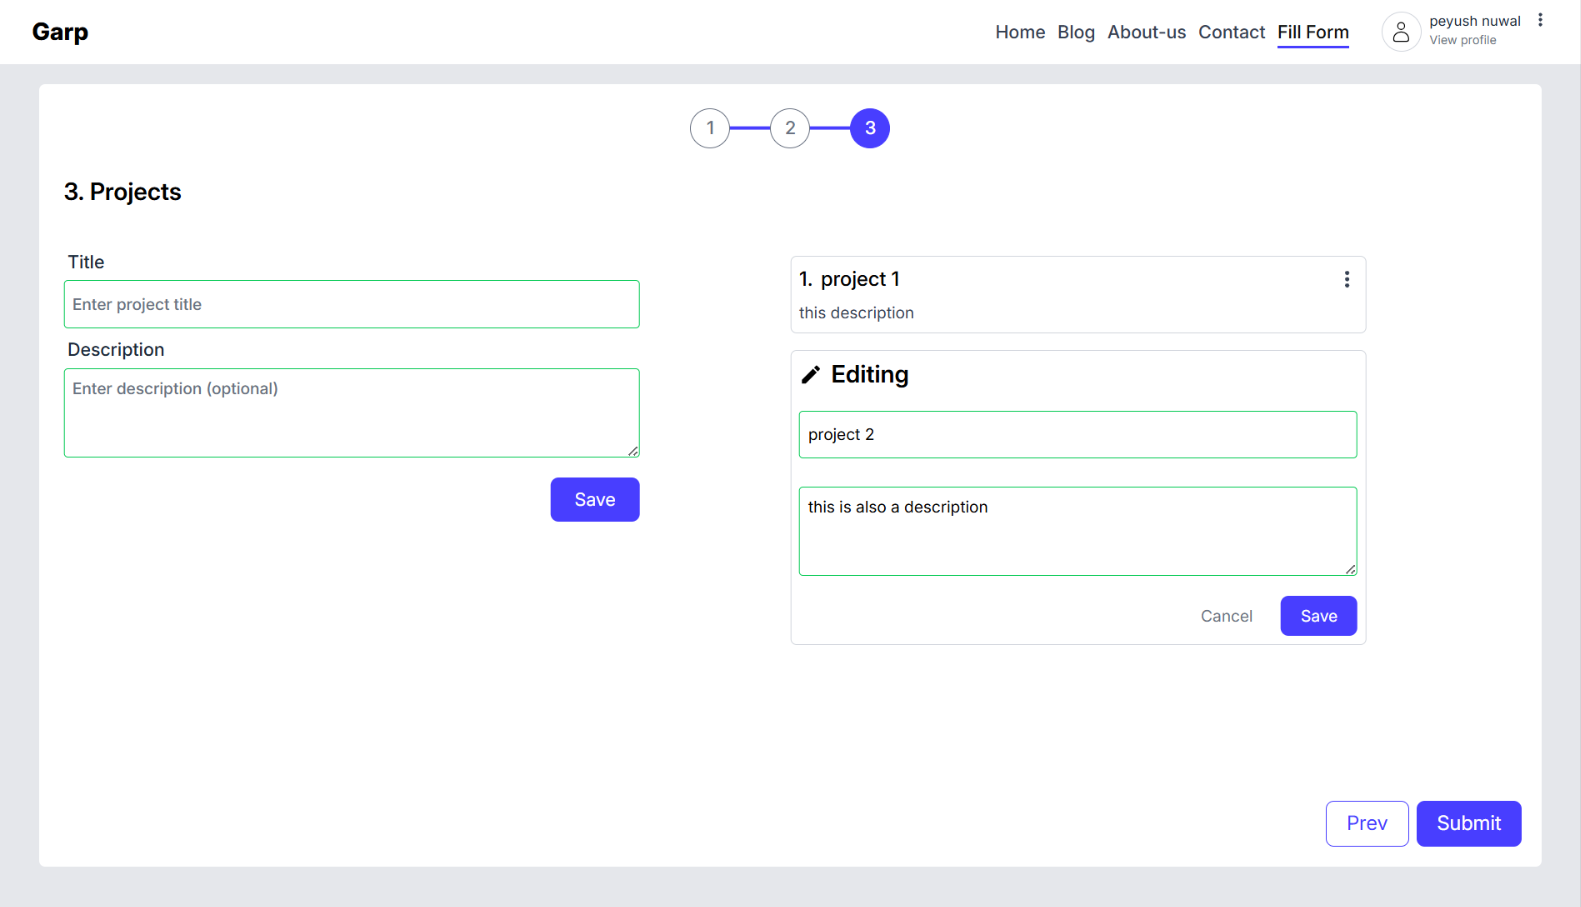 Garp
Home Blog About-us Contact Fill Form
peyush nuwal
View profile
1 2 3
3. Projects
Title
Enter project title
Description
Enter description (optional)
Save
1. project 1
this description
Editing
project 2
this is also a description
Cancel Save
Prev Submit